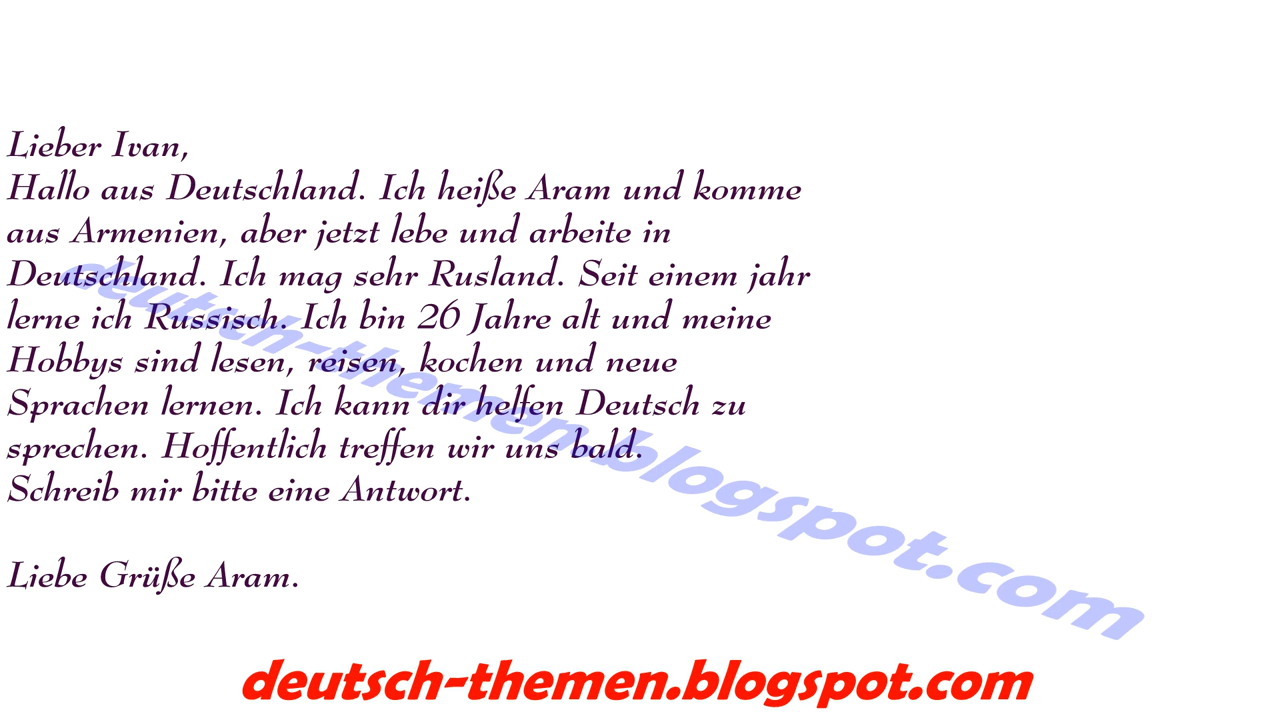 Lieber Ivan,
Hallo aus Deutschland. Ich heiße Aram und komme
aus Armenien, aber jetzt lebe und arbeite in
Deutschland. Ich mag sehr Rusland. Seit einem jahr
lerne ich Russisch. Ich bin 26 Jahre alt und meine
Hobbys sind lesen, reisen, kochen und neue
Sprachen lernen. Ich kann dir helfen Deutsch zu
sprechen. Hoffentlich treffen wir uns bald.
Schreib mir bitte eine Antwort.
Liebe Grüße Aram.
deutsch-themen.blogspot.com
deutsch-themen.blogspot.com